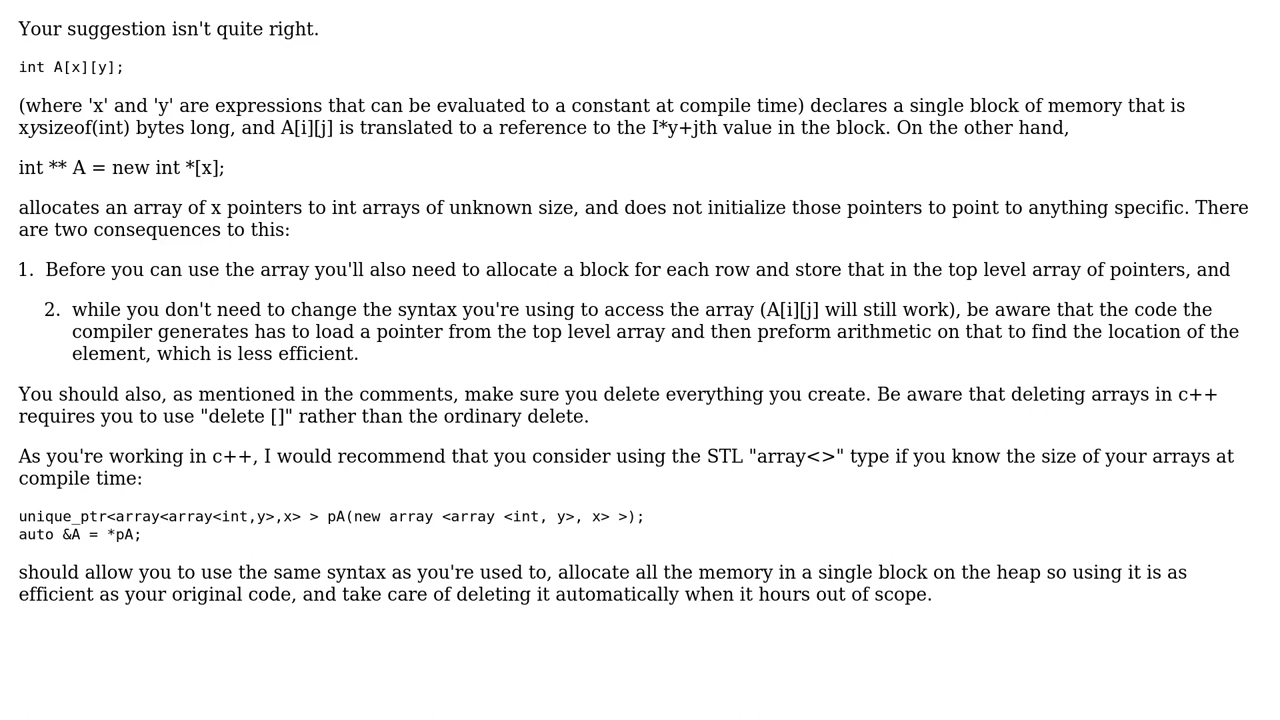 Your suggestion isn't quite right.
int A[x][y];
(where 'x' and 'y' are expressions that can be evaluated to a constant at compile time) declares a single block of memory that is
xysizeof(int) bytes long, and A[i][j] is translated to a reference to the I*y+jth value in the block. On the other hand,
int ** A = new int *[x];
allocates an array of x pointers to int arrays of unknown size, and does not initialize those pointers to point to anything specific. There
are two consequences to this:
1. Before you can use the array you'll also need to allocate a block for each row and store that in the top level array of pointers, and
2. while you don't need to change the syntax you're using to access the array (A[i][j] will still work), be aware that the code the
compiler generates has to load a pointer from the top level array and then preform arithmetic on that to find the location of the
element, which is less efficient.
You should also, as mentioned in the comments, make sure you delete everything you create. Be aware that deleting arrays in c++
requires you to use "delete []" rather than the ordinary delete.
As you're working in c++, I would recommend that you consider using the STL "array<>" type if you know the size of your arrays at
compile time:
unique_ptr<array<array<int,y>,x> > pA(new array <array <int, y>, x> >);
auto &A = *pA;
should allow you to use the same syntax as you're used to, allocate all the memory in a single block on the heap so using it is as
efficient as your original code, and take care of deleting it automatically when it hours out of scope.